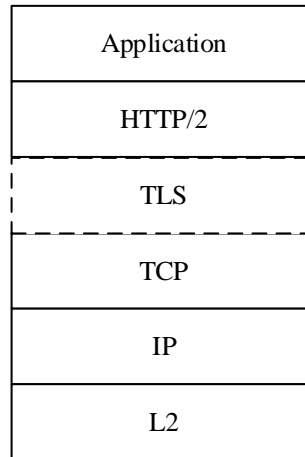 Application
HTTP/2
TLS
TCP
IP
L2